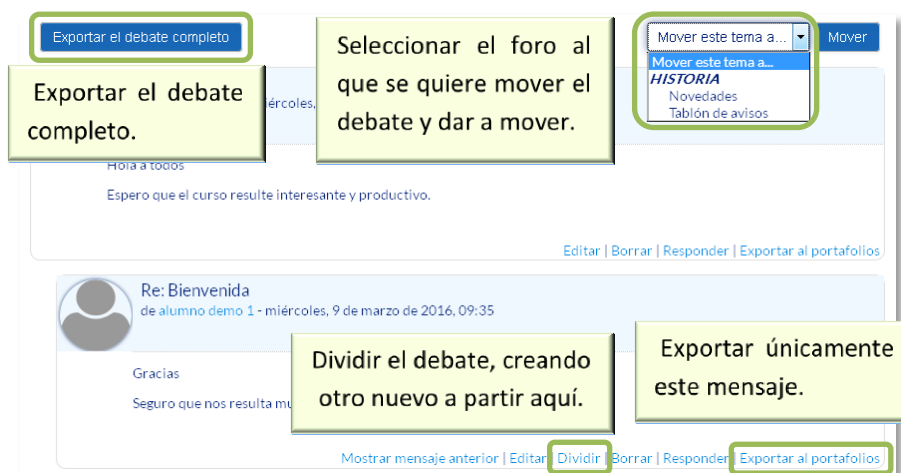 Exportar el debate completo
Mover este tema a...
Mover
Mover este tema a...
HISTORIA
Novedades
Tablón de avisos
Exportar el debate
completo.
Seleccionar el foro al
que se quiere mover el
debate y dar a mover.
Hola a todos
Espero que el curso resulte interesante y productivo.
Editar | Borrar | Responder | Exportar al portafolios
Re: Bienvenida
de alumno demo 1 - miércoles, 9 de marzo de 2016, 09:35
Gracias
Seguro que nos resulta
Dividir el debate, creando
otro nuevo a partir aquí.
Exportar únicamente
este mensaje.
Mostrar mensaje anterior | Editar | Dividir | Borrar | Responder | Exportar al portafolios